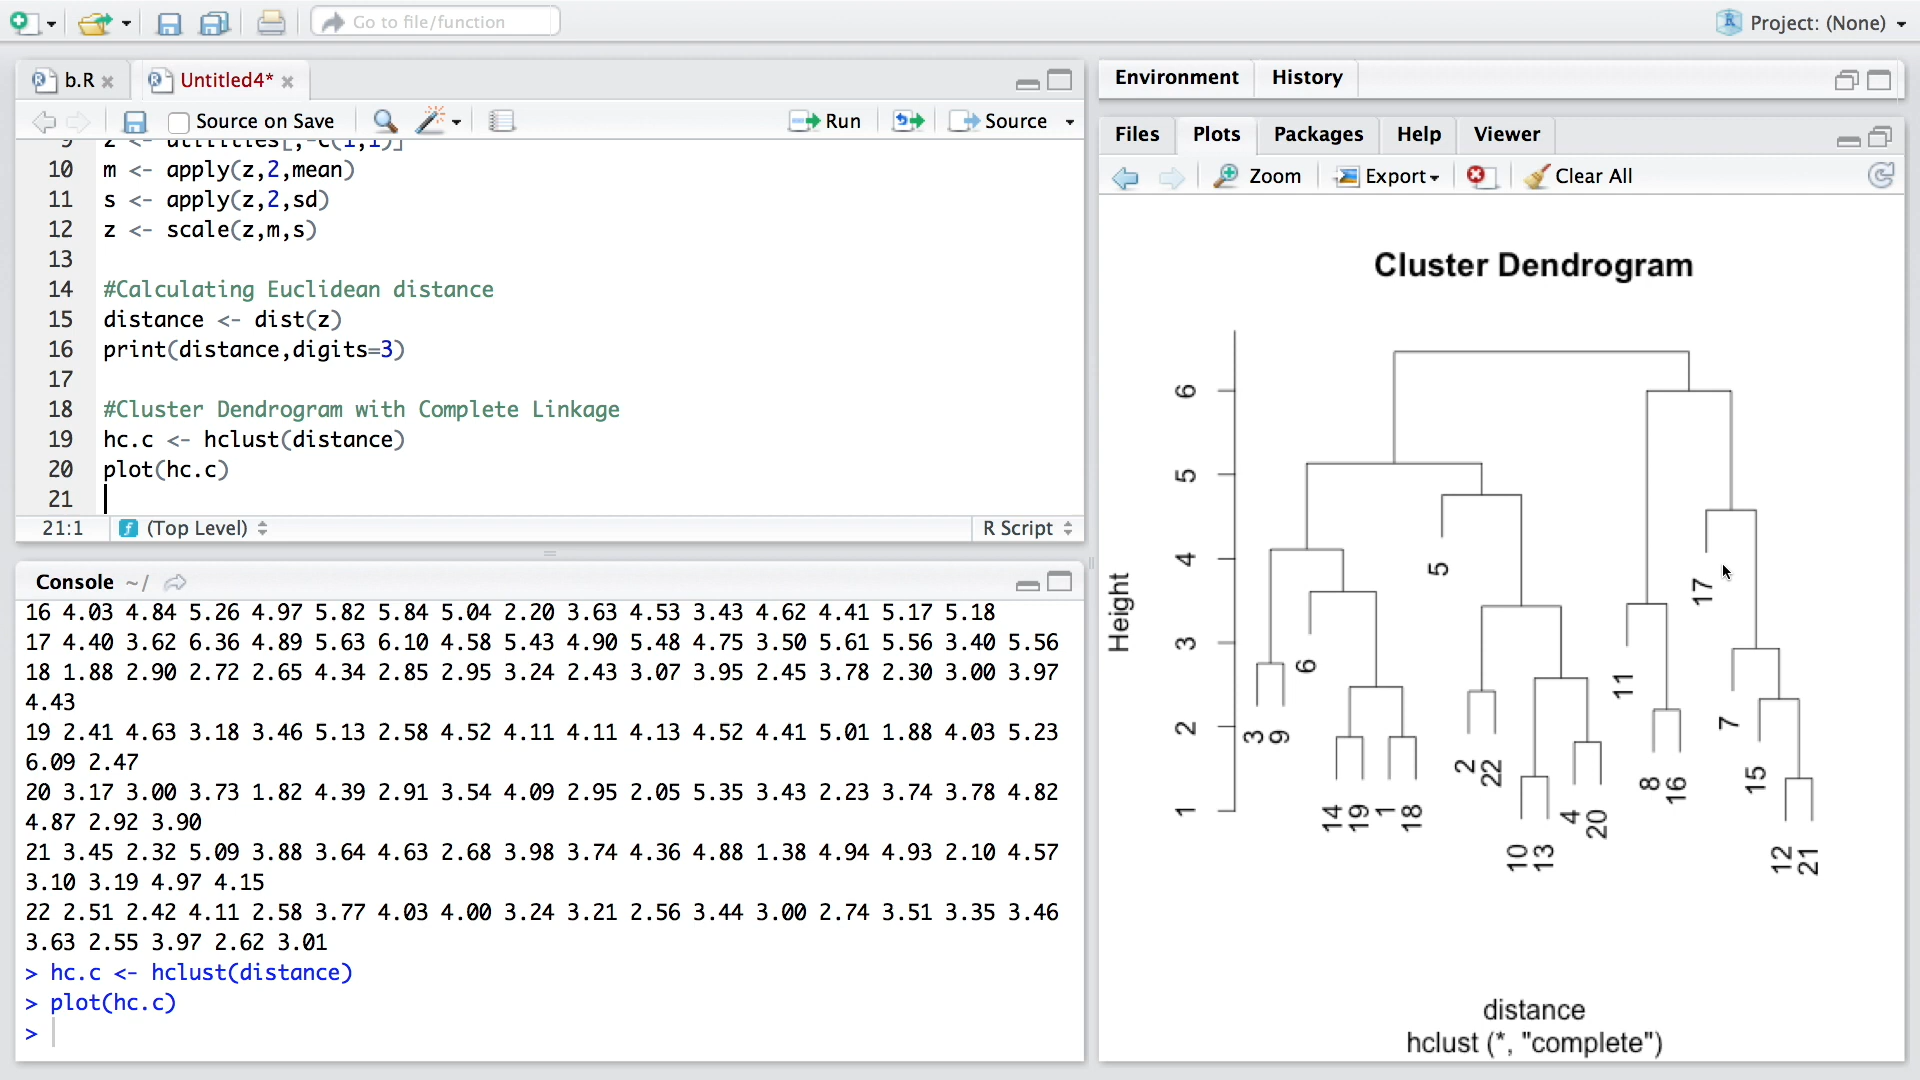 Go to file/function
Project: (None)
b.R
Untitled4*
Source on Save
Run
Source
9 z <- utilities[,-c(1,1)]
10 m <- apply(z,2,mean)
11 s <- apply(z,2,sd)
12 z <- scale(z,m,s)
13
14 #Calculating Euclidean distance
15 distance <- dist(z)
16 print(distance,digits=3)
17
18 #Cluster Dendrogram with Complete Linkage
19 hc.c <- hclust(distance)
20 plot(hc.c)
21
21:1 (Top Level) R Script
Console ~/
16 4.03 4.84 5.26 4.97 5.82 5.84 5.04 2.20 3.63 4.53 3.43 4.62 4.41 5.17 5.18
17 4.40 3.62 6.36 4.89 5.63 6.10 4.58 5.43 4.90 5.48 4.75 3.50 5.61 5.56 3.40 5.56
18 1.88 2.90 2.72 2.65 4.34 2.85 2.95 3.24 2.43 3.07 3.95 2.45 3.78 2.30 3.00 3.97
4.43
19 2.41 4.63 3.18 3.46 5.13 2.58 4.52 4.11 4.11 4.13 4.52 4.41 5.01 1.88 4.03 5.23
6.09 2.47
20 3.17 3.00 3.73 1.82 4.39 2.91 3.54 4.09 2.95 2.05 5.35 3.43 2.23 3.74 3.78 4.82
4.87 2.92 3.90
21 3.45 2.32 5.09 3.88 3.64 4.63 2.68 3.98 3.74 4.36 4.88 1.38 4.94 4.93 2.10 4.57
3.10 3.19 4.97 4.15
22 2.51 2.42 4.11 2.58 3.77 4.03 4.00 3.24 3.21 2.56 3.44 3.00 2.74 3.51 3.35 3.46
3.63 2.55 3.97 2.62 3.01
> hc.c <- hclust(distance)
> plot(hc.c)
>
Environment History
Files Plots Packages Help Viewer
Zoom Export Clear All
Cluster Dendrogram
Height
6
5
4
3
2
1
3
9
6
14
19
1
18
5
2
22
10
13
4
20
11
8
16
17
7
15
12
21
distance
hclust (*, "complete")